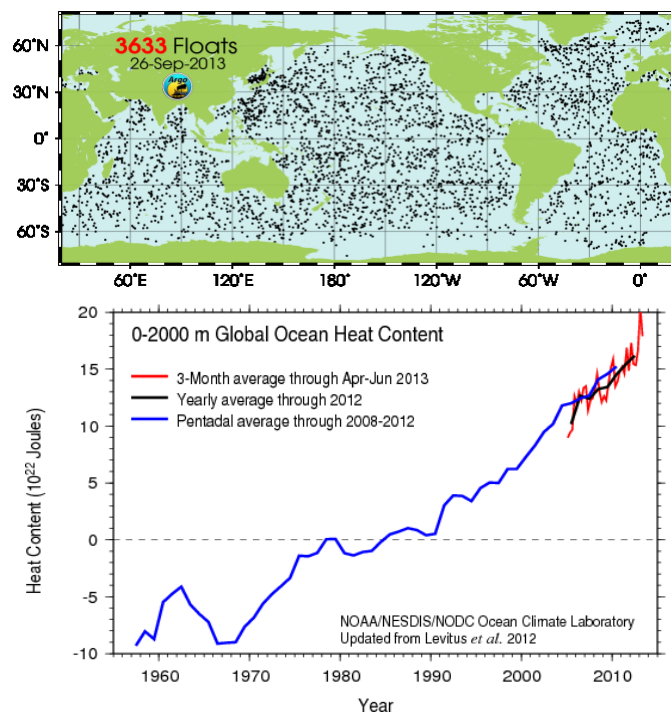 60°N
30°N
0°
30°S
60°S
3633 Floats
26-Sep-2013
Argo
60°E
120°E
180°
120°W
60°W
0°
0-2000 m Global Ocean Heat Content
3-Month average through Apr-Jun 2013
Yearly average through 2012
Pentadal average through 2008-2012
Heat Content (10²² Joules)
20
15
10
5
0
-5
-10
NOAA/NESDIS/NODC Ocean Climate Laboratory
Updated from Levitus et al. 2012
1960
1970
1980
1990
2000
2010
Year